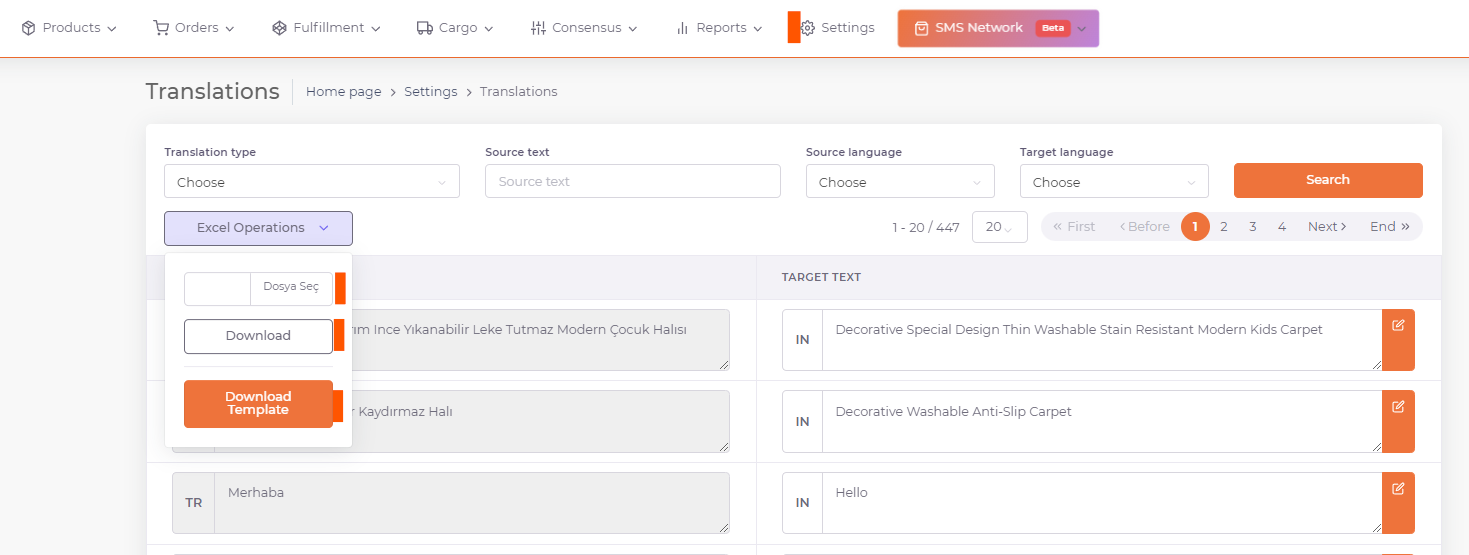 Products Orders Fulfillment Cargo Consensus Reports Settings SMS Network Beta
Translations Home page > Settings > Translations
Translation type Source text Source language Target language
Choose Source text Choose Choose Search
Excel Operations 1 - 20 / 447 20 « First < Before 1 2 3 4 Next > End »
Dosya Seç TARGET TEXT
Ince Yıkanabilir Leke Tutmaz Modern Çocuk Halısı IN Decorative Special Design Thin Washable Stain Resistant Modern Kids Carpet
Download
Download
Template
Kaydırmaz Halı IN Decorative Washable Anti-Slip Carpet
TR Merhaba IN Hello